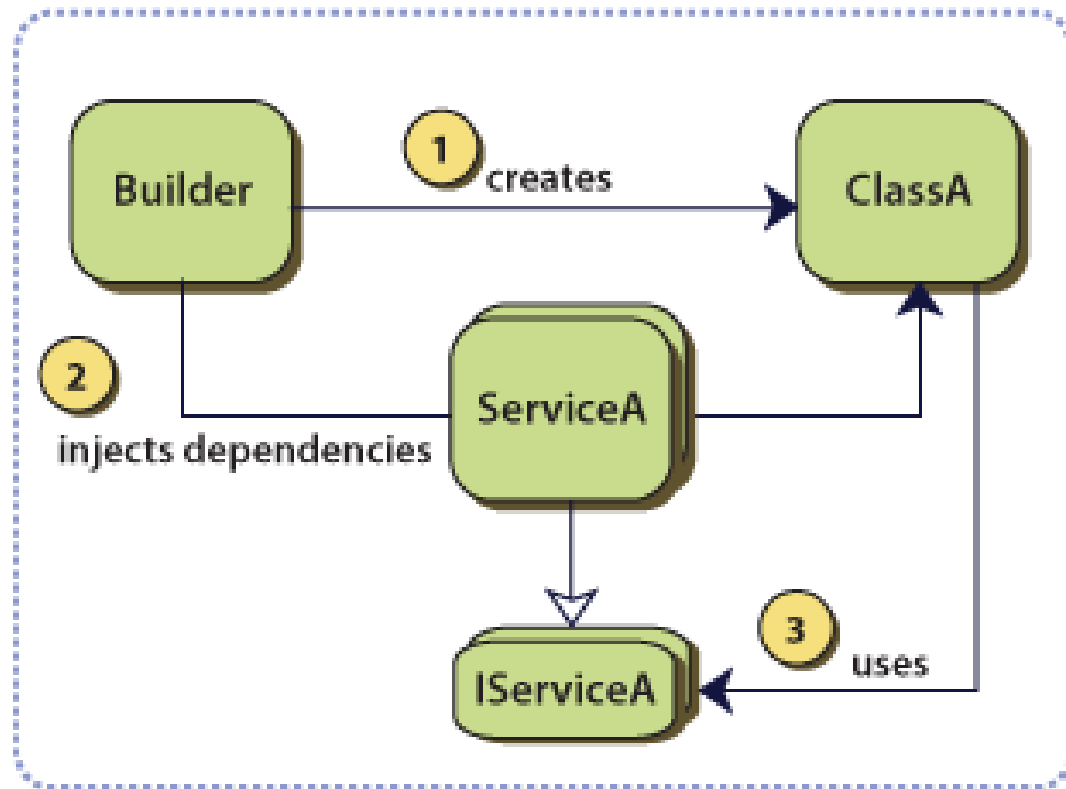 1
creates
Builder
ClassA
2
injects dependencies
ServiceA
3
uses
IServiceA